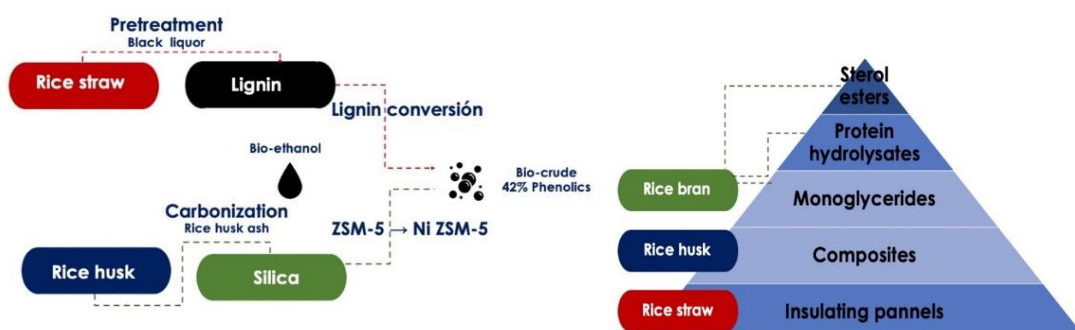 Pretreatment
Black liquor
Rice straw
Lignin
Lignin conversión
Bio-ethanol
Bio-crude
42% Phenolics
Carbonization
Rice husk ash
ZSM-5 → Ni ZSM-5
Rice husk
Silica
Sterol
esters
Protein
hydrolysates
Rice bran
Monoglycerides
Rice husk
Composites
Rice straw
Insulating pannels